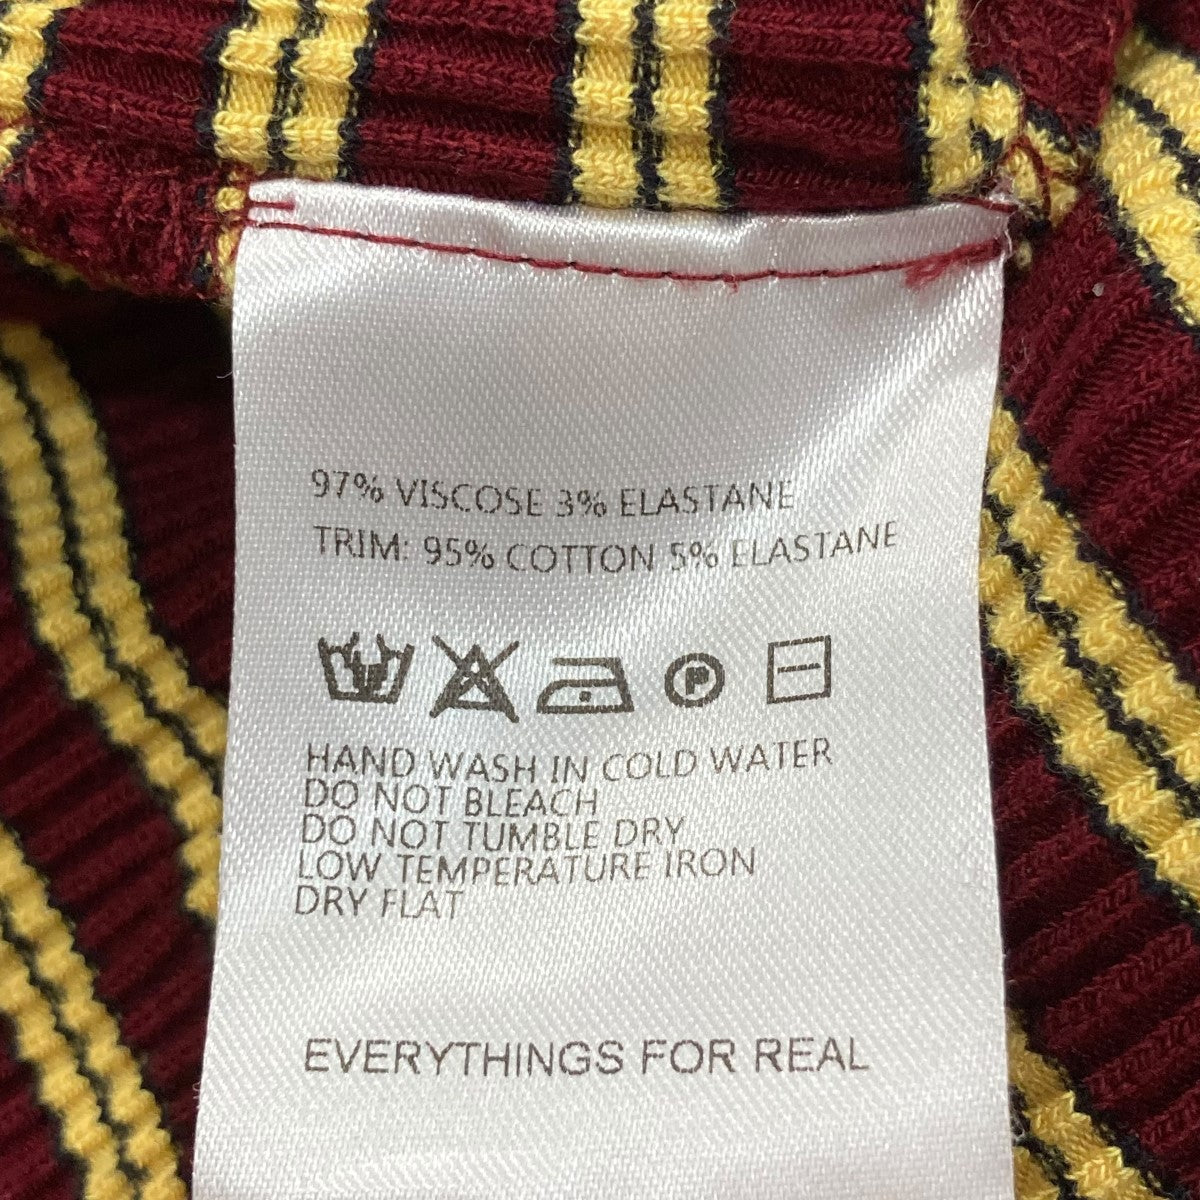 97% VISCOSE 3% ELASTANE
TRIM: 95% COTTON 5% ELASTANE
P
HAND WASH IN COLD WATER
DO NOT BLEACH
DO NOT TUMBLE DRY
LOW TEMPERATURE IRON
DRY FLAT
EVERYTHINGS FOR REAL